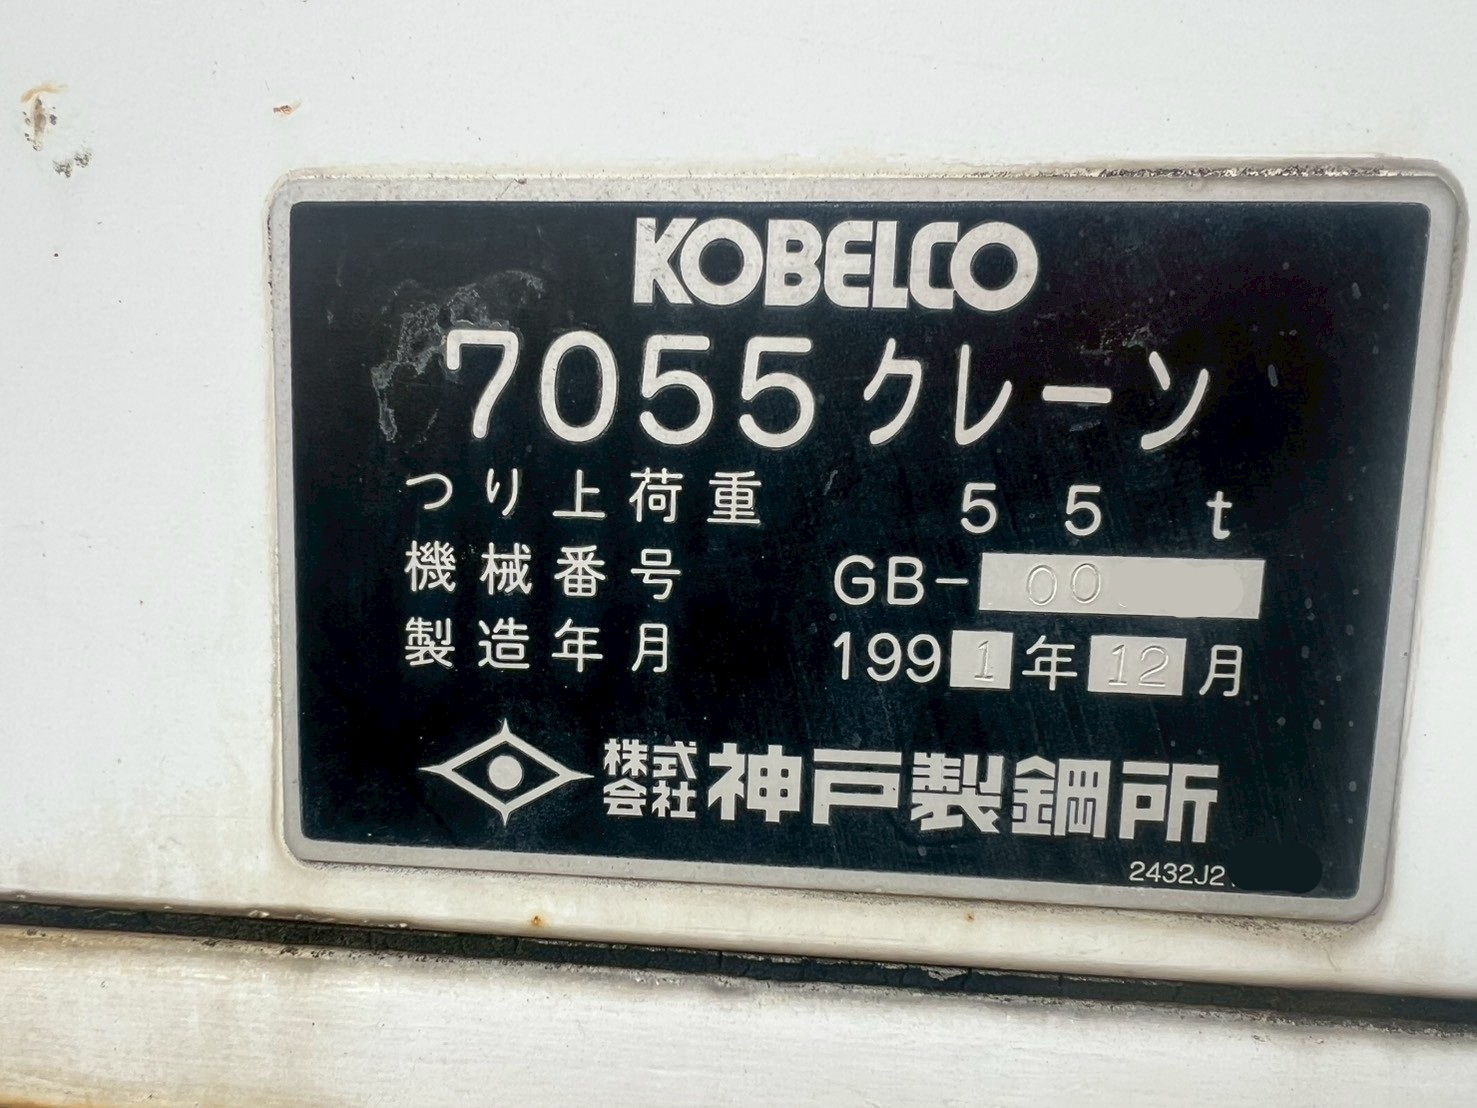 KOBELCO
7055クレーン
つり上荷重 55t
機械番号 GB-00
製造年月 1991年12月
株式会社神戸製鋼所
2432J2